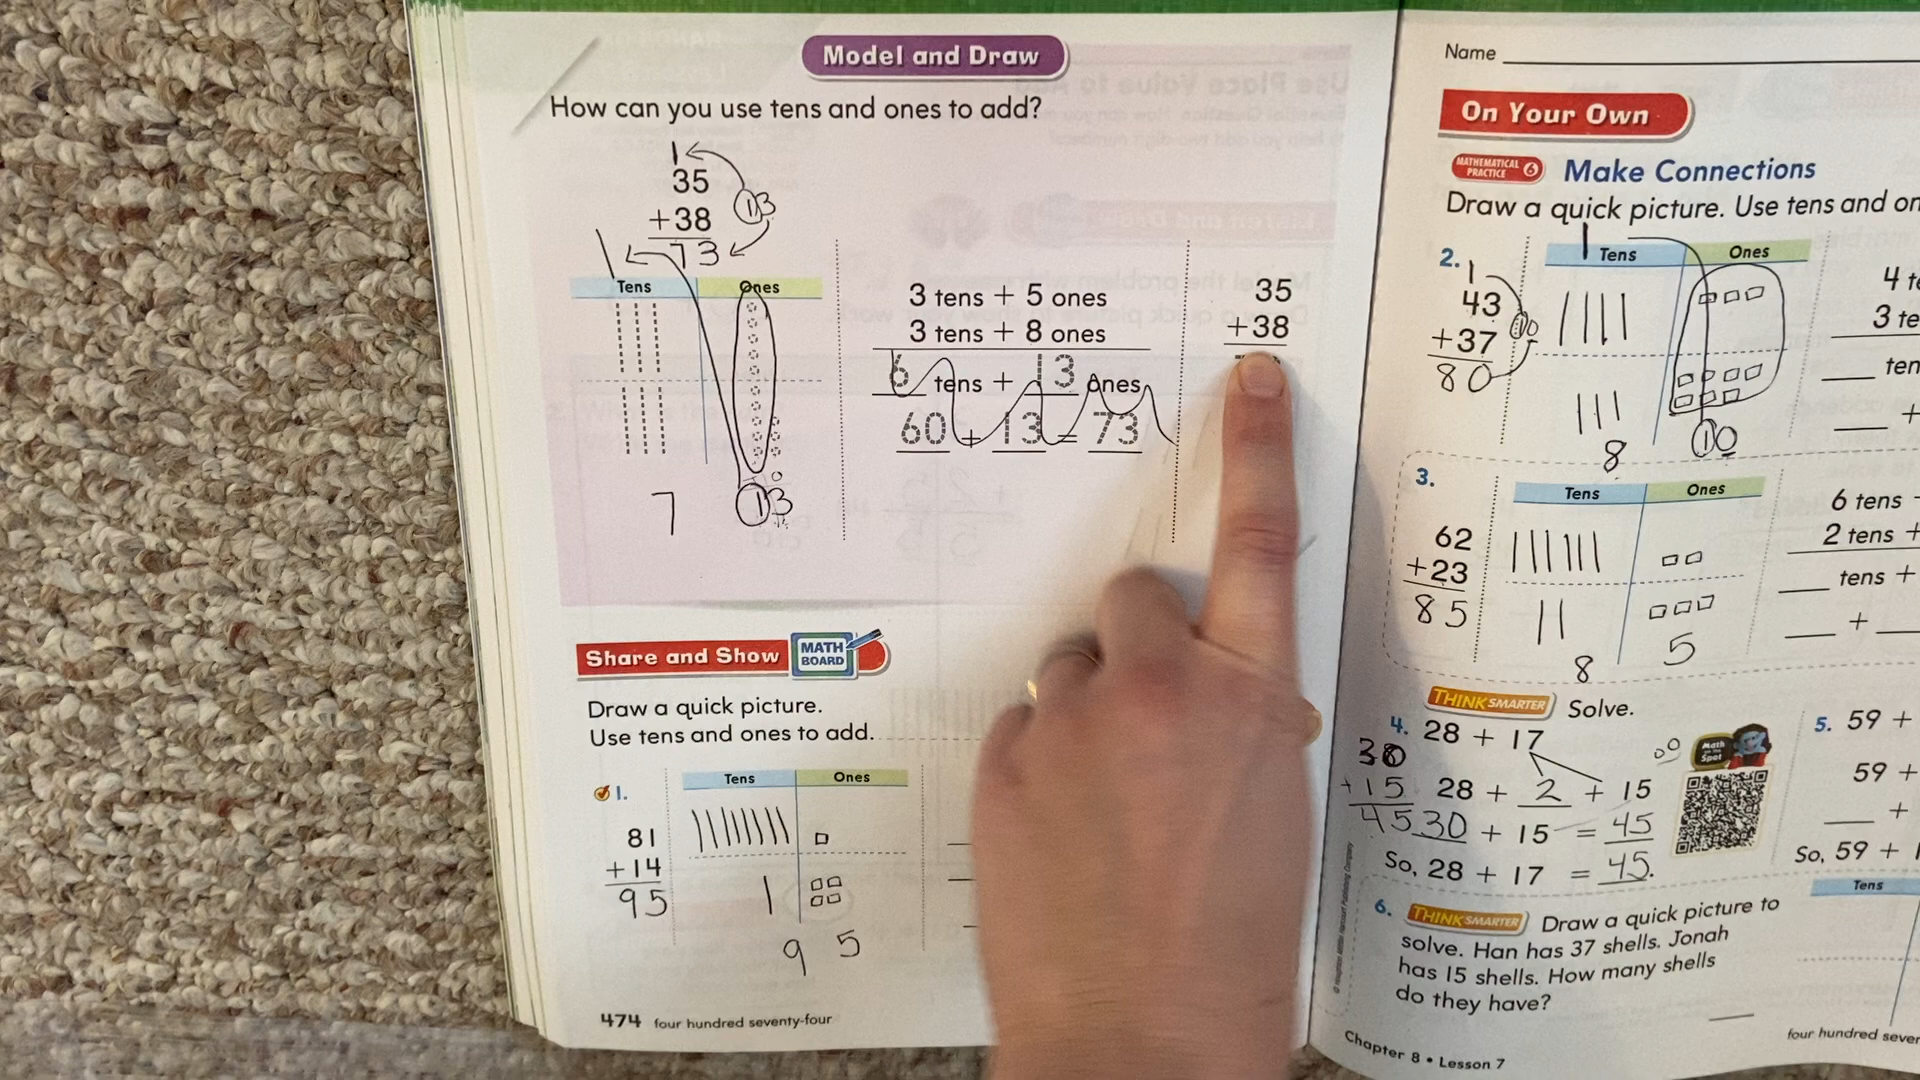 Model and Draw
How can you use tens and ones to add?
1
35
+38
13
73
Tens Ones
7 13
3 tens + 5 ones
3 tens + 8 ones
6 tens + 13 ones
60 + 13 = 73
35
+38
Share and Show MATH BOARD
Draw a quick picture.
Use tens and ones to add.
1.
81
+14
95
Tens Ones
9 5
474 four hundred seventy-four
Name
On Your Own
MATHEMATICAL PRACTICE 6 Make Connections
Draw a quick picture. Use tens and
2.
1
43
+37
80
10
1
Tens Ones
8 10
4
3
ten
+
3.
62
+23
85
Tens Ones
8 5
6 tens
2 tens +
tens +
+
THINK SMARTER Solve.
4. 28 + 17
30
+15
45
28 + 2 + 15
30 + 15 = 45
So, 28 + 17 = 45.
Math on the Spot
5. 59 +
59 +
+
So, 59 +
Tens
6. THINK SMARTER Draw a quick picture to
solve. Han has 37 shells. Jonah
has 15 shells. How many shells
do they have?
Chapter 8 • Lesson 7
four hundred